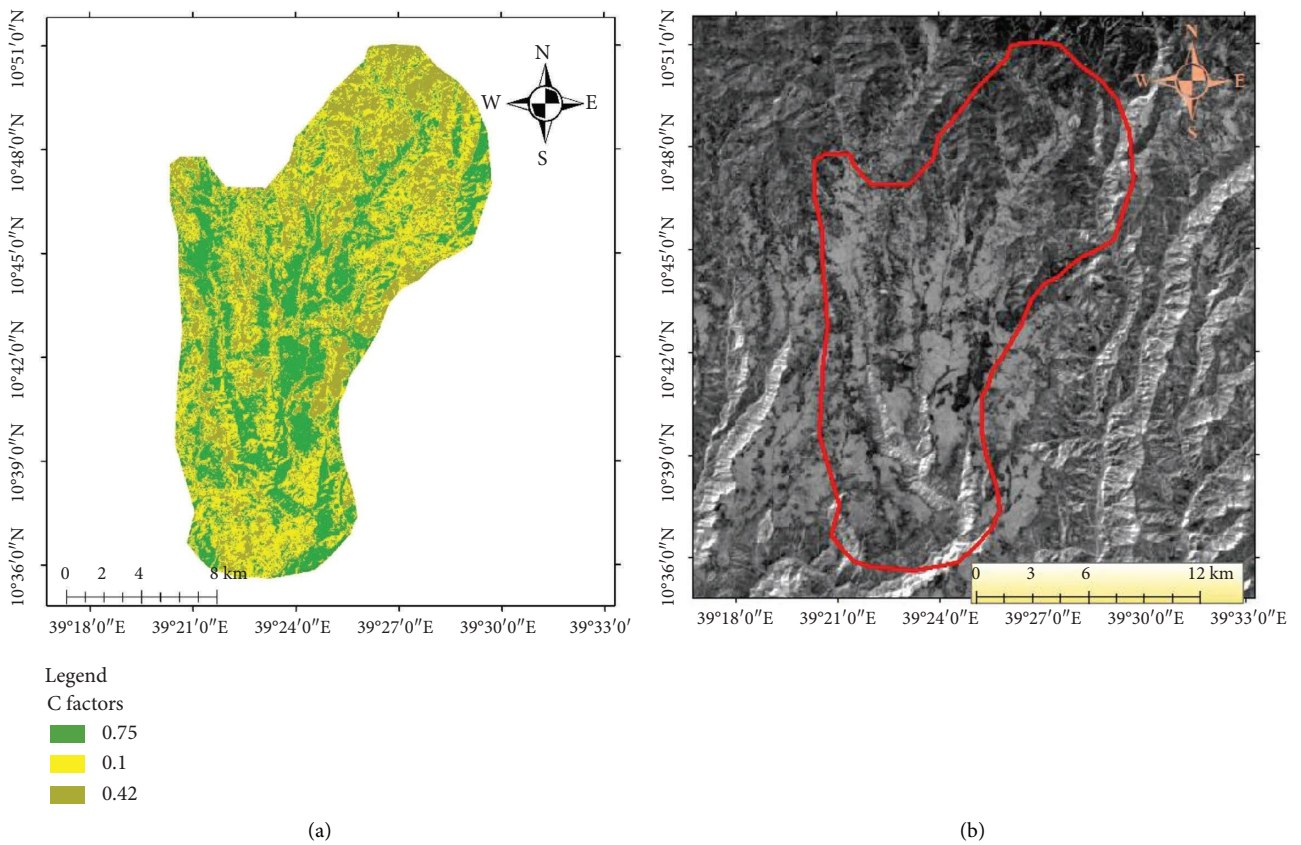 10°51′0″N
10°48′0″N
10°45′0″N
10°42′0″N
10°39′0″N
10°36′0″N
N
W E
S
0 2 4 8 km
39°18′0″E 39°21′0″E 39°24′0″E 39°27′0″E 39°30′0″E 39°33′0″
Legend
C factors
0.75
0.1
0.42
(a)
10°51′0″N
10°48′0″N
10°45′0″N
10°42′0″N
10°39′0″N
10°36′0″N
N
W E
S
0 3 6 12 km
39°18′0″E 39°21′0″E 39°24′0″E 39°27′0″E 39°30′0″E 39°33′0″E
(b)